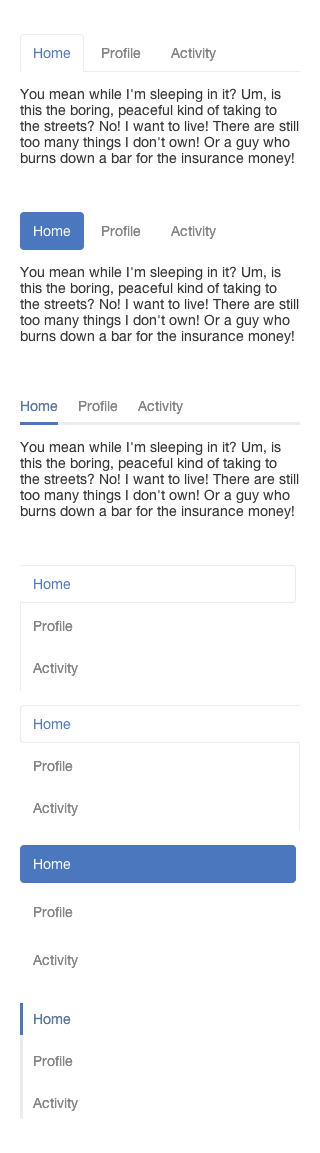 Home Profile Activity
You mean while I'm sleeping in it? Um, is
this the boring, peaceful kind of taking to
the streets? No! I want to live! There are still
too many things I don't own! Or a guy who
burns down a bar for the insurance money!
Home Profile Activity
You mean while I'm sleeping in it? Um, is
this the boring, peaceful kind of taking to
the streets? No! I want to live! There are still
too many things I don't own! Or a guy who
burns down a bar for the insurance money!
Home Profile Activity
You mean while I'm sleeping in it? Um, is
this the boring, peaceful kind of taking to
the streets? No! I want to live! There are still
too many things I don't own! Or a guy who
burns down a bar for the insurance money!
Home
Profile
Activity
Home
Profile
Activity
Home
Profile
Activity
Home
Profile
Activity